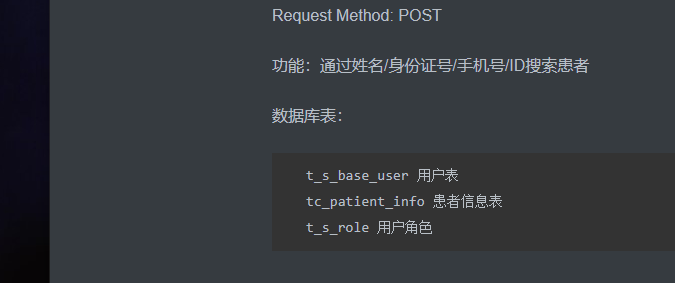 Request Method: POST
功能：通过姓名/身份证号/手机号/ID搜索患者
数据库表：
t_s_base_user 用户表
tc_patient_info 患者信息表
t_s_role 用户角色